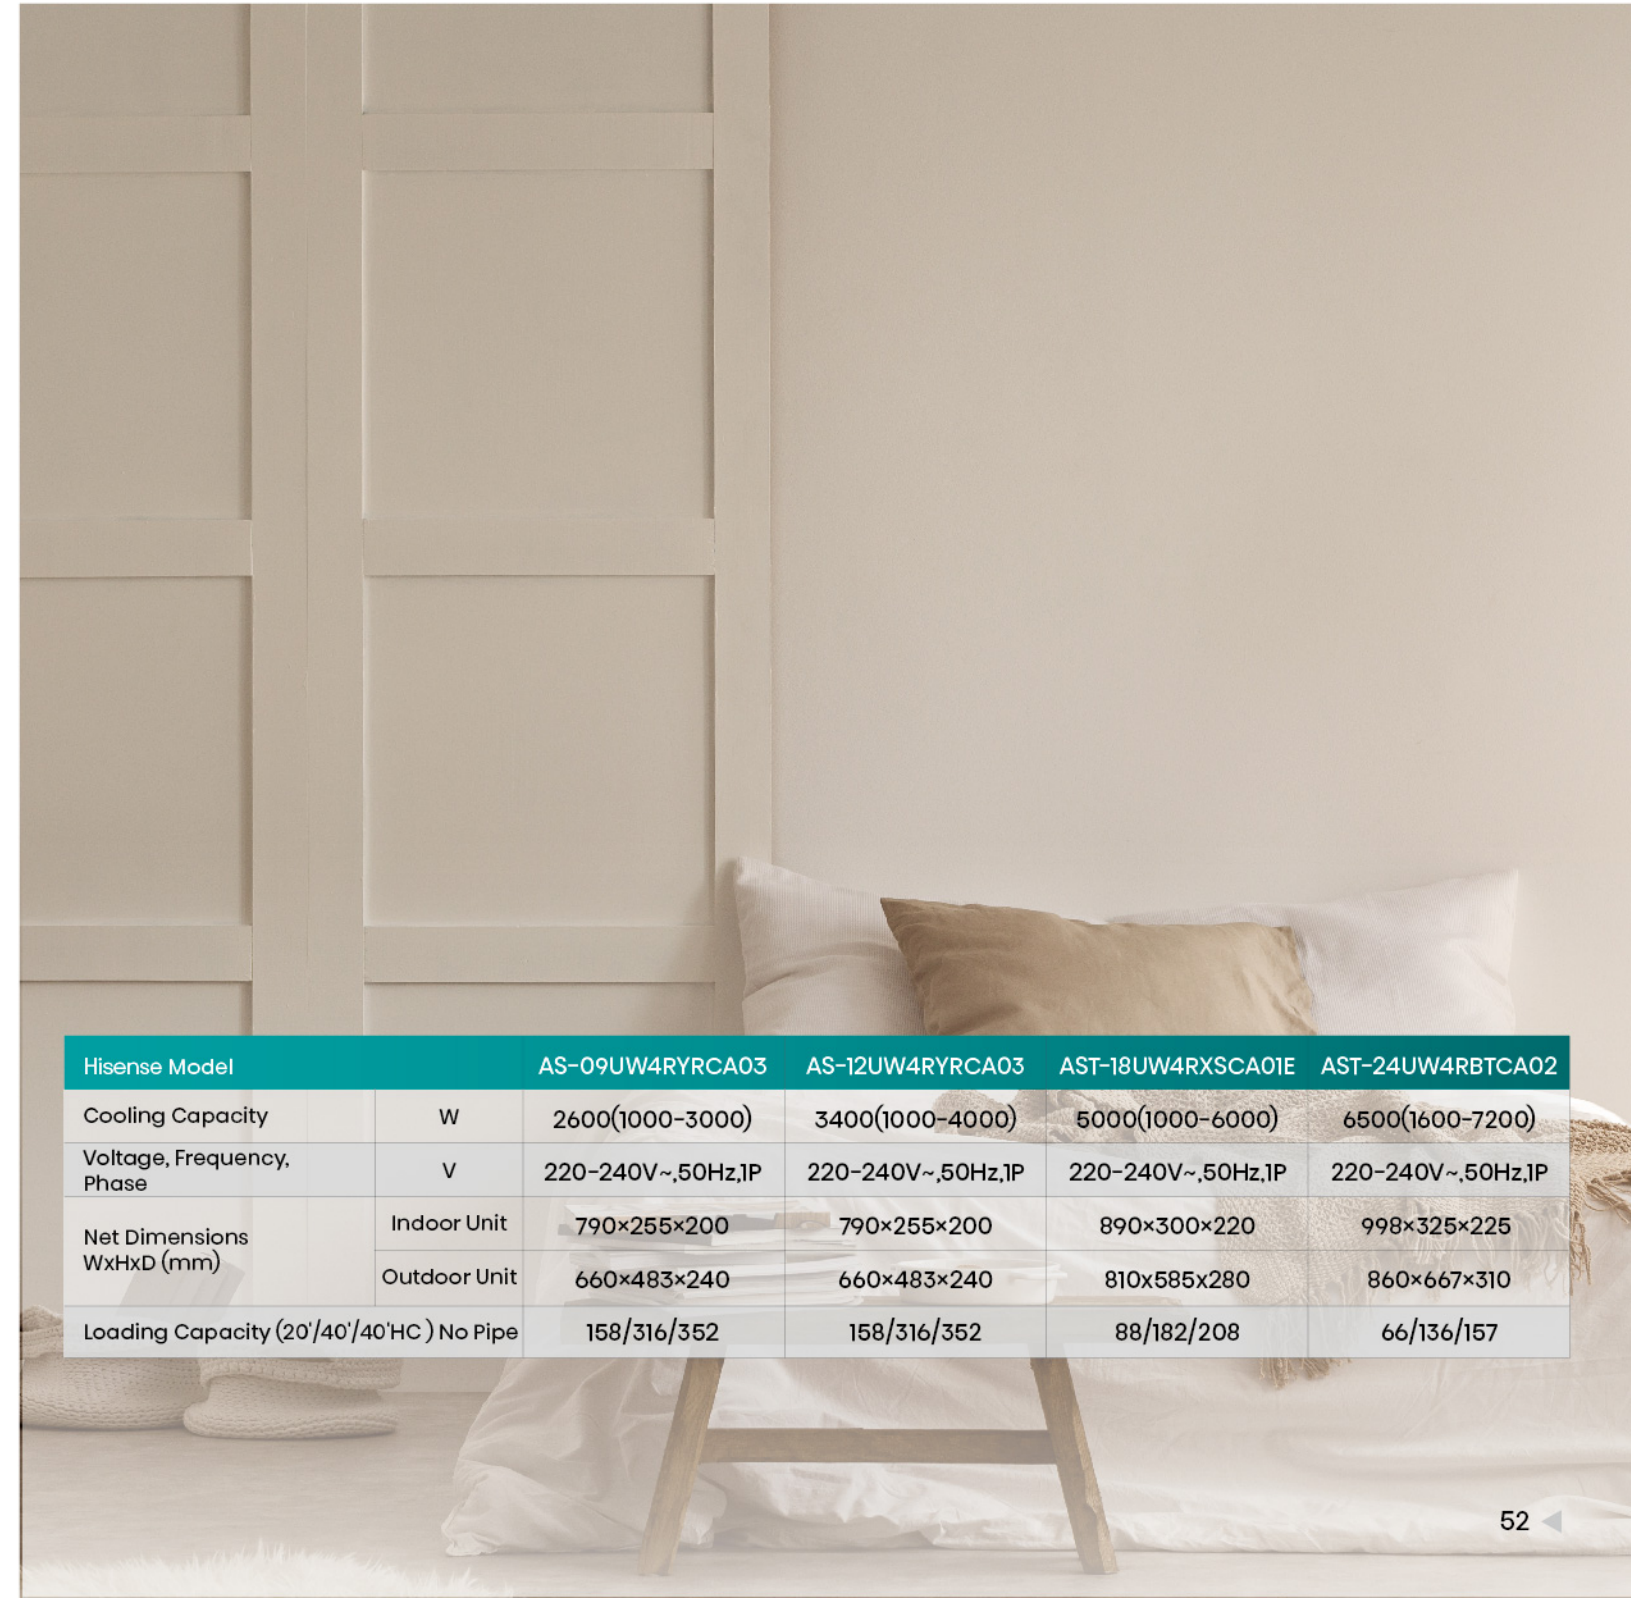 Hisense Model AS-09UW4RYRCA03 AS-12UW4RYRCA03 AST-18UW4RXSCA01E AST-24UW4RBTCA02
Cooling Capacity W 2600(1000-3000) 3400(1000-4000) 5000(1000-6000) 6500(1600-7200)
Voltage, Frequency,
Phase V 220-240V~,50Hz,1P 220-240V~,50Hz,1P 220-240V~,50Hz,1P 220-240V~,50Hz,1P
Net Dimensions
WxHxD (mm)
Indoor Unit 790×255×200 790×255×200 890×300×220 998×325×225
Outdoor Unit 660×483×240 660×483×240 810x585x280 860×667×310
Loading Capacity (20'/40'/40'HC ) No Pipe 158/316/352 158/316/352 88/182/208 66/136/157
52